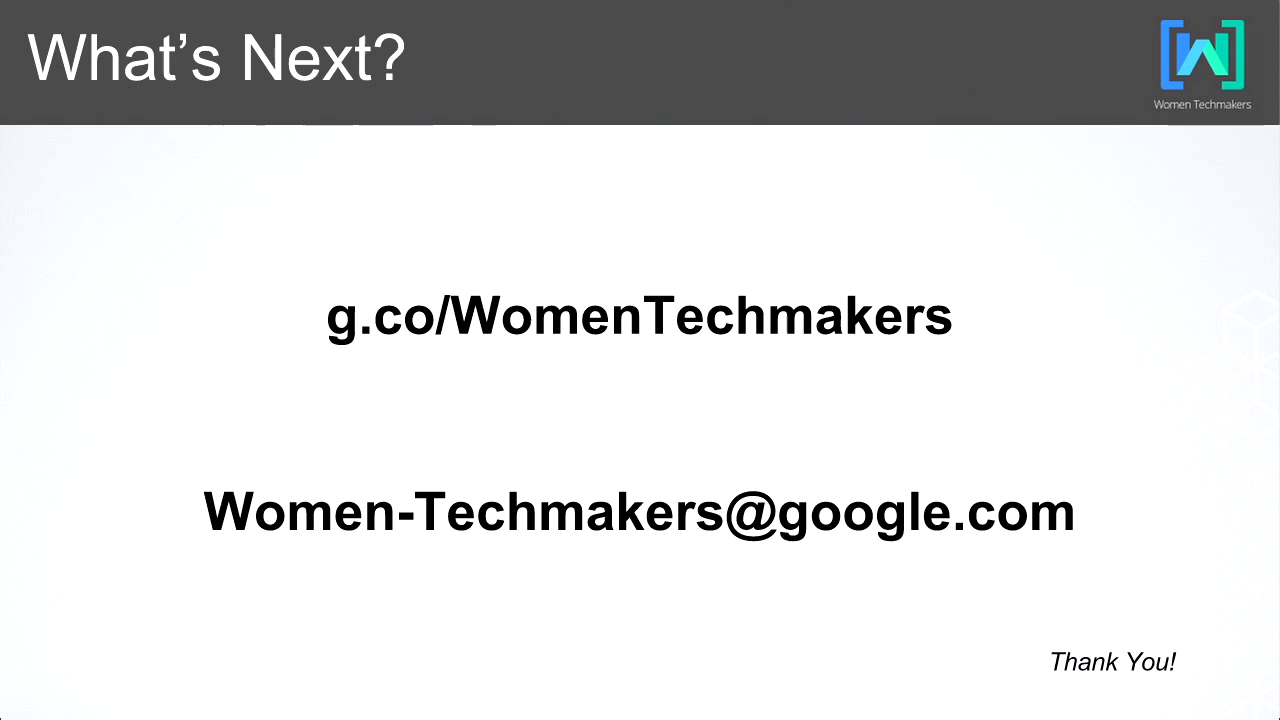 What’s Next?
Women Techmakers
g.co/WomenTechmakers
Women-Techmakers@google.com
Thank You!